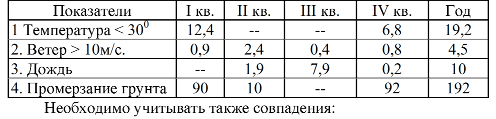 Показатели I кв. II кв. III кв. IV кв. Год
1 Температура < 30⁰ 12,4 -- -- 6,8 19,2
2. Ветер > 10м/с. 0,9 2,4 0,4 0,8 4,5
3. Дождь -- 1,9 7,9 0,2 10
4. Промерзание грунта 90 10 -- 92 192
Необходимо учитывать также совпадения: